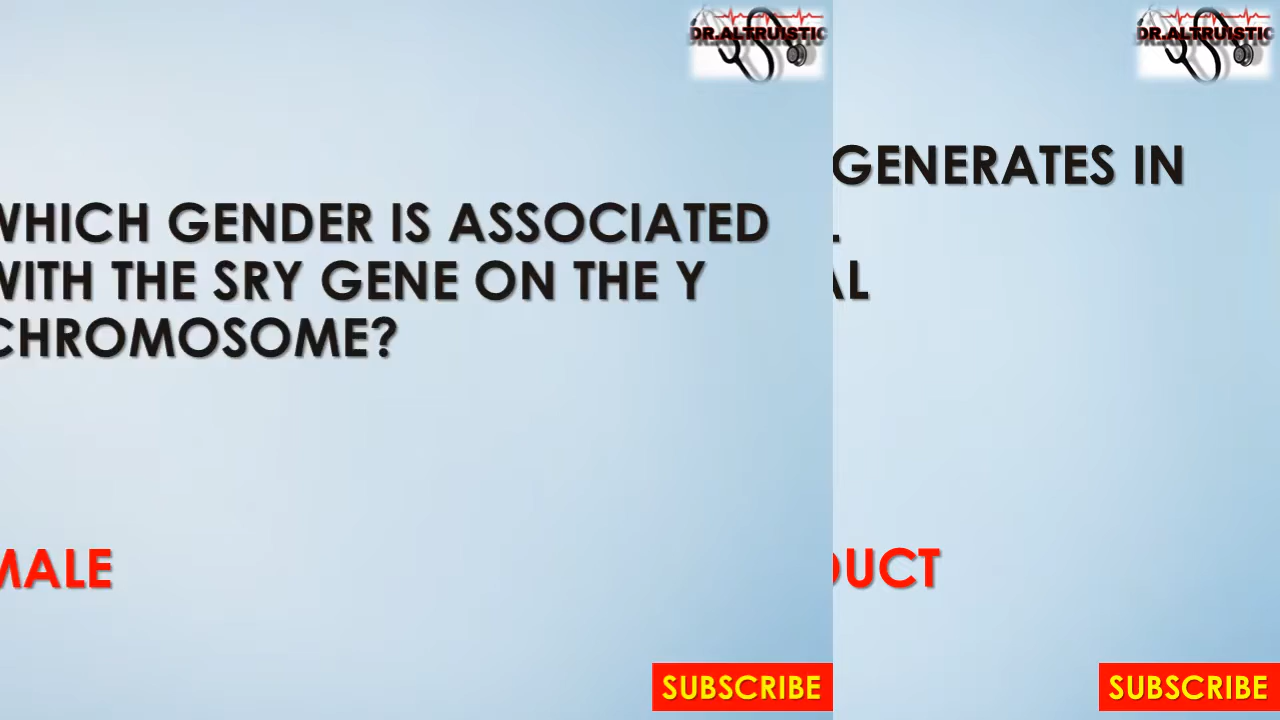 DR.ALTRUISTIC
WHICH GENDER IS ASSOCIATED
WITH THE SRY GENE ON THE Y
CHROMOSOME?
MALE
SUBSCRIBE
DR.ALTRUISTIC
GENERATES IN
SUBSCRIBE